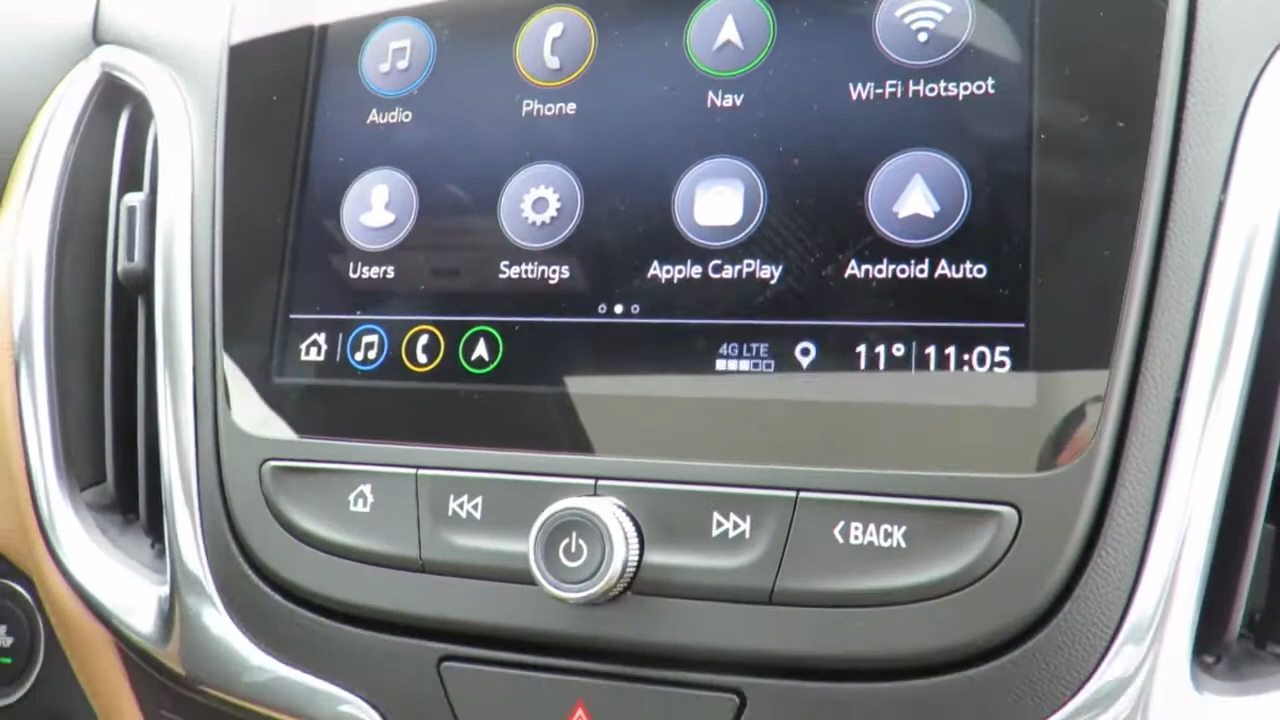 Audio
Phone
Nav
Wi-Fi Hotspot
Users
Settings
Apple CarPlay
Android Auto
4G LTE
11° 11:05
BACK